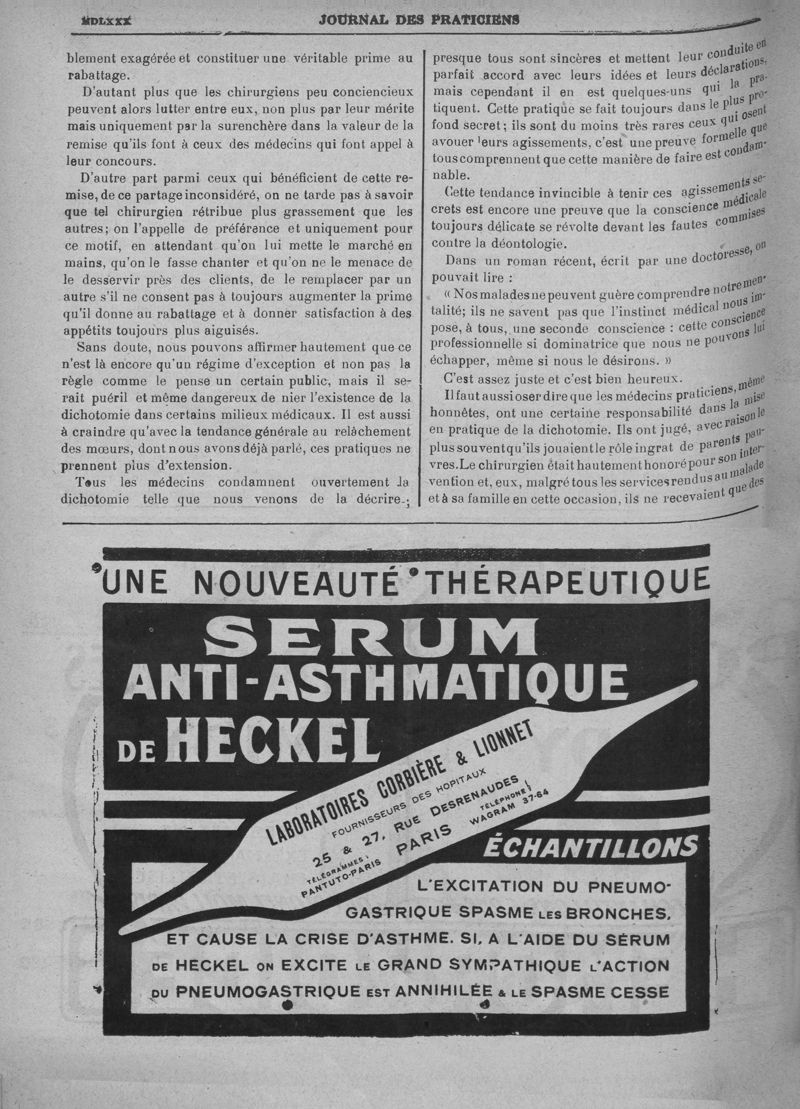 MDLXXX
JOURNAL DES PRATICIENS
blement exagérée et constituer une véritable prime au
rabattage.
D'autant plus que les chirurgiens peu conciencieux
peuvent alors lutter entre eux, non plus par leur mérite
mais uniquement par la surenchère dans la valeur de la
remise qu'ils font à ceux des médecins qui font appel à
leur concours.
D'autre part parmi ceux qui bénéficient de cette re-
mise, de ce partage inconsidéré, on ne tarde pas à savoir
que tel chirurgien rétribue plus grassement que les
autres; on l'appelle de préférence et uniquement pour
ce motif, en attendant qu'on lui mette le marché en
mains, qu'on le fasse chanter et qu'on ne le menace de
le desservir près des clients, de le remplacer par un
autre s'il ne consent pas à toujours augmenter la prime
qu'il donne au rabattage et à donner satisfaction à des
appétits toujours plus aiguisés.
Sans doute, nous pouvons affirmer hautement que ce
n'est là encore qu'un régime d'exception et non pas la
règle comme le pense un certain public, mais il se-
rait puéril et même dangereux de nier l'existence de la
dichotomie dans certains milieux médicaux. Il est aussi
à craindre qu'avec la tendance générale au relâchement
des mœurs, dont nous avons déjà parlé, ces pratiques ne
prennent plus d'extension.
Tous les médecins condamnent ouvertement la
dichotomie telle que nous venons de la décrire.;
presque tous sont sincères et mettent leur conduite en
parfait accord avec leurs idées et leurs déclarations,
mais cependant il en est quelques-uns qui la pra-
tiquent. Cette pratique se fait toujours dans le plus pro-
fond secret; ils sont du moins très rares ceux qui osent
avouer leurs agissements, c'est une preuve formelle que
tous comprennent que cette manière de faire est condam-
nable.
Cette tendance invincible à tenir ces agissements se-
crets est encore une preuve que la conscience médicale
toujours délicate se révolte devant les fautes commises
contre la déontologie.
Dans un roman récent, écrit par une doctoresse, on
pouvait lire :
« Nos malades ne peuvent guère comprendre notre men-
talité; ils ne savent pas que l'instinct médical nous im-
pose, à tous, une seconde conscience : cette conscience
professionnelle si dominatrice que nous ne pouvons lui
échapper, même si nous le désirons. »
C'est assez juste et c'est bien heureux.
Il faut aussi oser dire que les médecins praticiens, même
honnêtes, ont une certaine responsabilité dans la mise
en pratique de la dichotomie. Ils ont jugé, avec raison le
plus souvent qu'ils jouaient le rôle ingrat de parents pau-
vres. Le chirurgien était hautement honoré pour son inter-
vention et, eux, malgré tous les services rendus au malade
et à sa famille en cette occasion, ils ne recevaient que des
UNE NOUVEAUTÉ THÉRAPEUTIQUE
SERUM
ANTI-ASTHMATIQUE
DE HECKEL
LABORATOIRES CORBIÈRE & LIONNET
FOURNISSEURS DES HOPITAUX
25 & 27, RUE DESRENAUDES
TÉLÉGRAMMES:
PANTUTO-PARIS
PARIS
TÉLÉPHONE:
WAGRAM 37-64
ÉCHANTILLONS
L'EXCITATION DU PNEUMO-
GASTRIQUE SPASME LES BRONCHES,
ET CAUSE LA CRISE D'ASTHME. SI, A L'AIDE DU SÉRUM
DE HECKEL ON EXCITE LE GRAND SYMPATHIQUE L'ACTION
DU PNEUMOGASTRIQUE EST ANNIHILÉE & LE SPASME CESSE